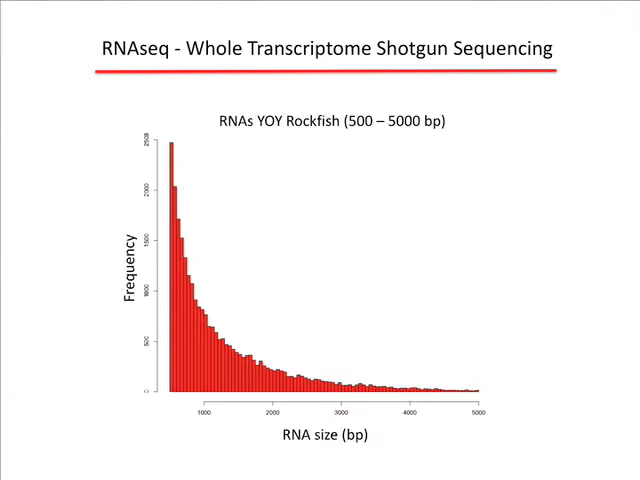 RNAseq - Whole Transcriptome Shotgun Sequencing
RNAs YOY Rockfish (500 – 5000 bp)
2500
2000
1500
1000
500
0
Frequency
1000 2000 3000 4000 5000
RNA size (bp)